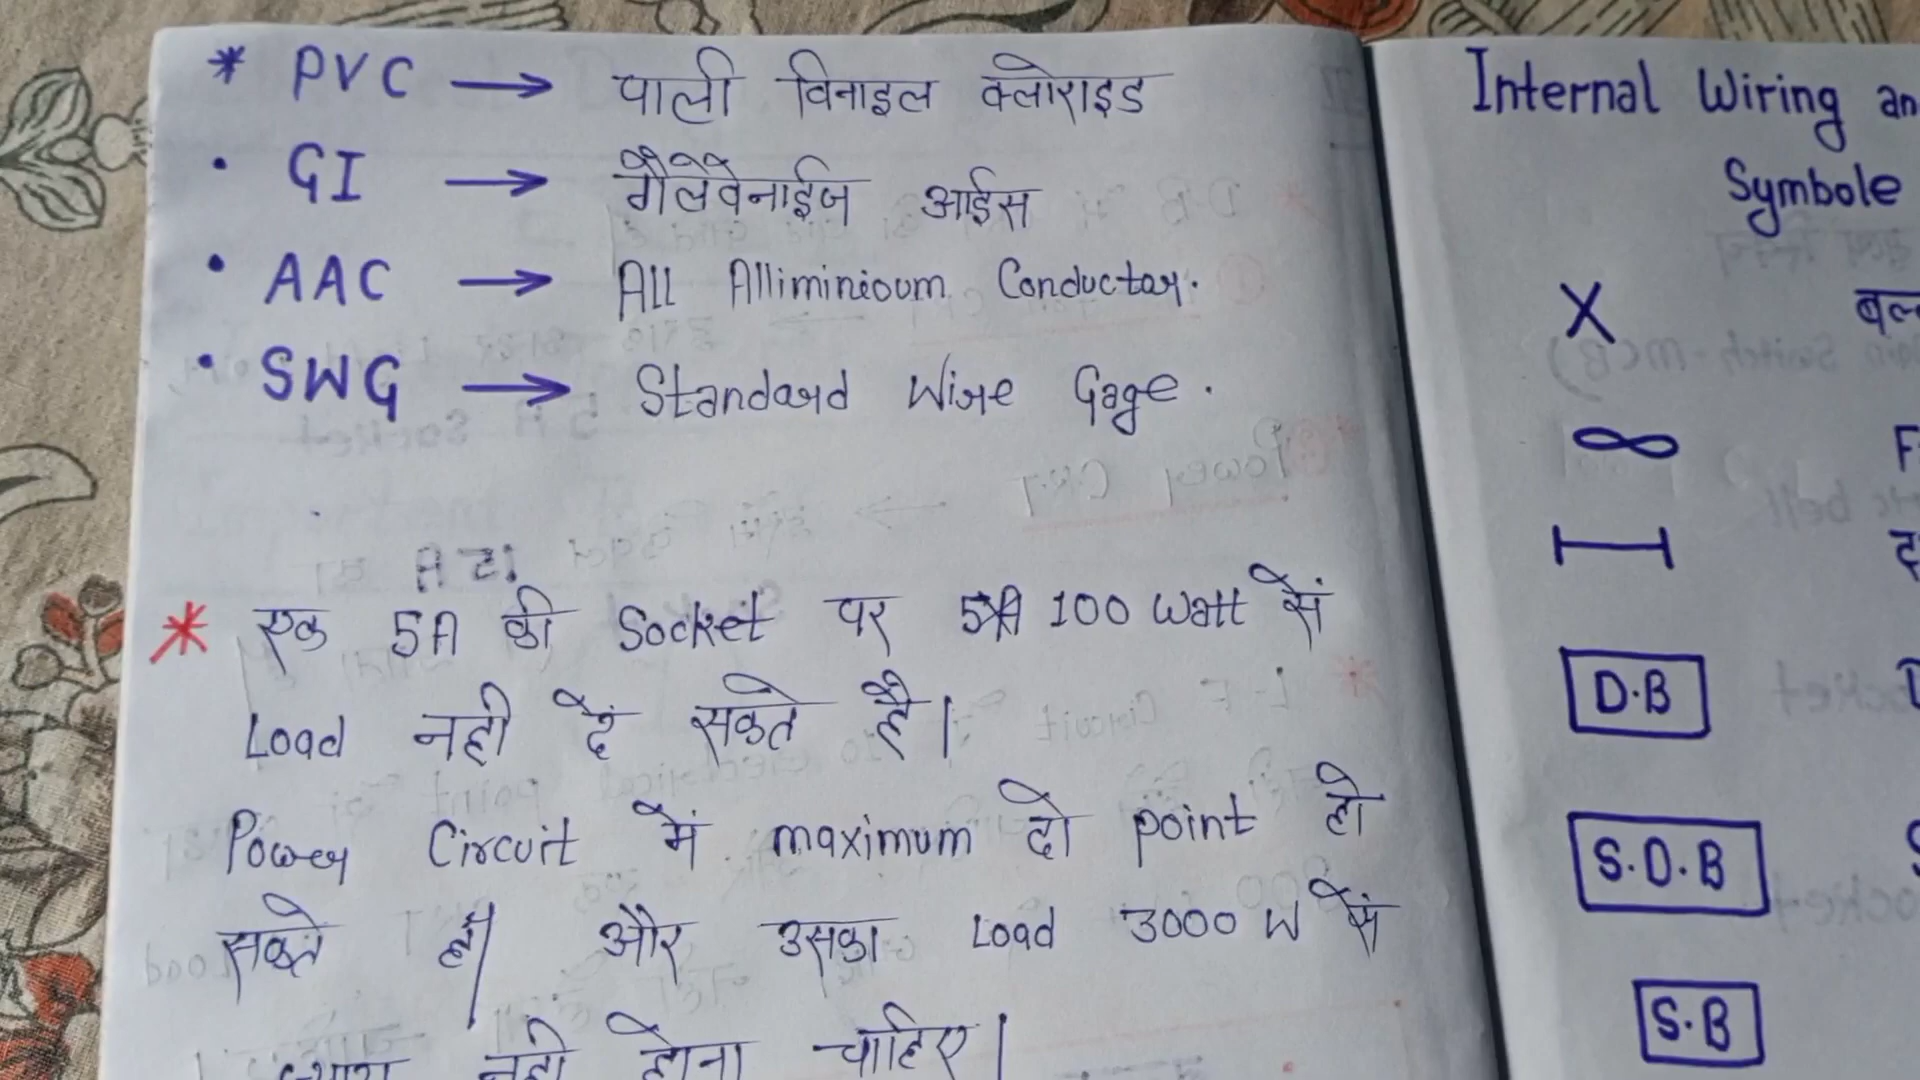 * PVC → पाली विनाइल क्लोराइड
• GI → गैलेवेनाईज आईस
• AAC → All Alliminioum Conductor.
• SWG → Standard Wire Gage.
* एक 5A की Socket पर 100 Watt सें
Load नही दें सकते है।
Power Circuit में maximum दो point हो
सकते है। और उसका Load 3000 W सें
नही होना चाहिए।
Internal Wiring
Symbole
X
D.B
S.D.B
S.B